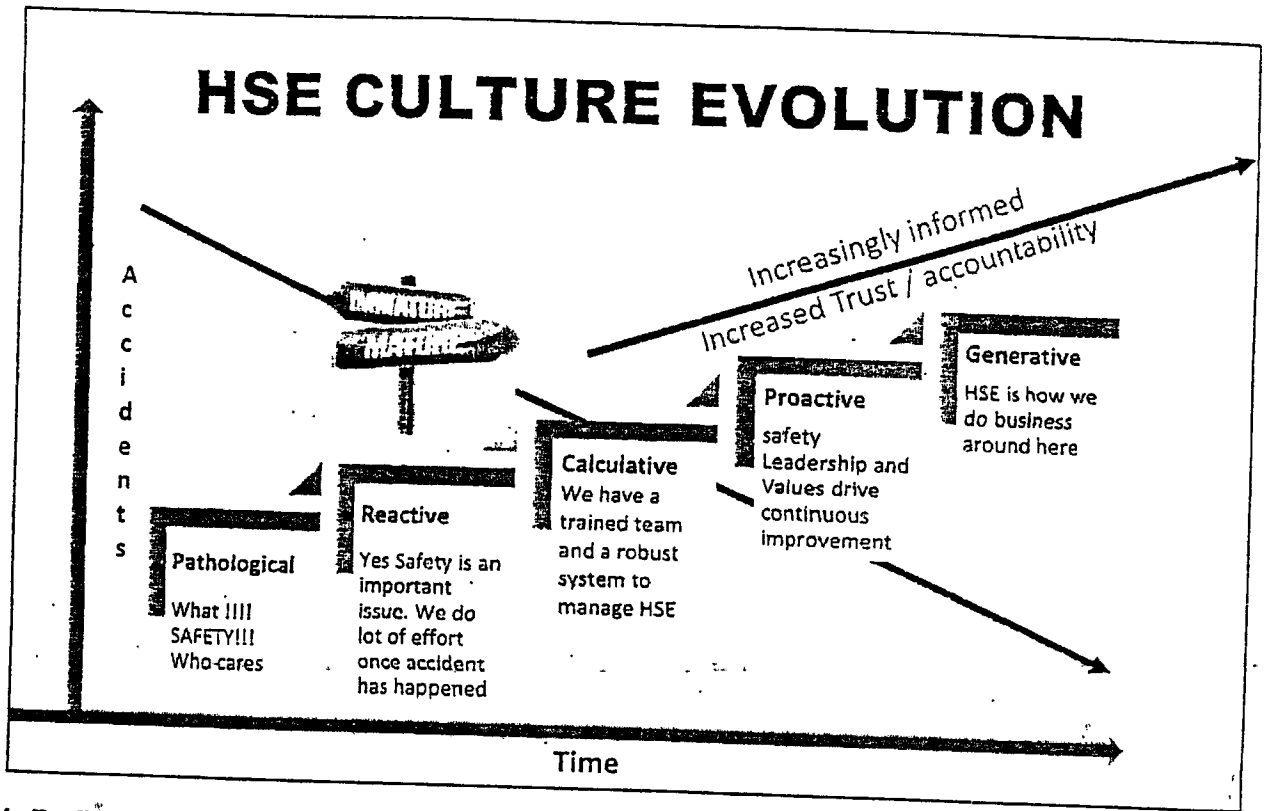 HSE CULTURE EVOLUTION
Accidents
Increasingly informed
Increased Trust / accountability
IMMATURE
MATURE
Pathological
What !!!!
SAFETY!!!
Who cares
Reactive
Yes Safety is an
important
issue. We do
lot of effort
once accident
has happened
Calculative
We have a
trained team
and a robust
system to
manage HSE
Proactive
safety
Leadership and
Values drive
continuous
improvement
Generative
HSE is how we
do business
around here
Time